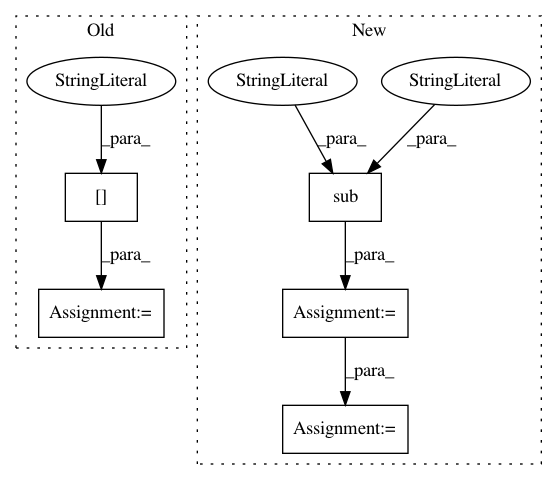 Old
New
StringLiteral
StringLiteral
StringLiteral
_para_
_para_
_para_
[]
sub
_para_
_para_
Assignment:=
Assignment:=
_para_
Assignment:=